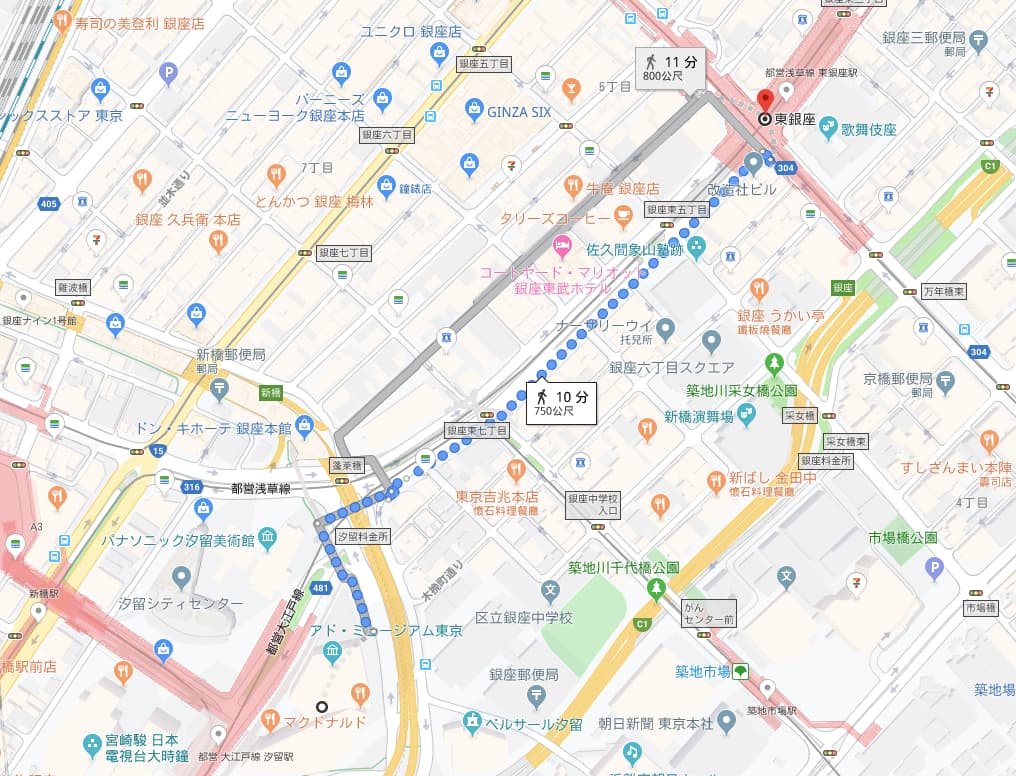 銀座三丁目
寿司の美登利 銀座店
ユニクロ 銀座店
銀座三郵便局
郵局
銀座五丁目
11 分
800公尺
都営浅草線 東銀座駅
5丁目
バーニーズ
ニューヨーク銀座本店
ックスストア 東京
GINZA SIX
東銀座
歌舞伎座
銀座六丁目
7丁目
304
C1
並木通り
とんかつ 銀座 梅林
鐘錶店
牛庵 銀座店
改造社ビル
405
銀座 久兵衛 本店
タリーズコーヒー
銀座東五丁目
銀座七丁目
佐久間象山塾跡
コートヤード・マリオット
銀座東武ホテル
難波橋
銀座
万年橋東
銀座ナイン1号館
銀座 うかい亭
鐵板燒餐廳
ナーサリーウィ
托兒所
新橋郵便局
郵局
銀座六丁目スクエア
304
新橋
10 分
750公尺
築地川采女橋公園
京橋郵便局
郵局
ドン・キホーテ 銀座本館
銀座東七丁目
新橋演舞場
采女橋
采女橋東
15
蓬莱橋
銀座料金所
すしざんまい本陣
壽司店
316
都営浅草線
東京吉兆本店
懷石料理餐廳
銀座中学校
入口
新ばし 金田中
懷石料理餐廳
4丁目
A3
パナソニック汐留美術館
汐留料金所
市場橋公園
新橋駅
汐留シティセンター
481
木挽町通り
築地川千代橋公園
都営大江戸線
アド・ミュージアム東京
区立銀座中学校
C1
がん
センター前
市場橋
橋駅前店
銀座郵便局
郵局
築地市場
築地場
マクドナルド
ベルサール汐留
朝日新聞 東京本社
築地市場駅
宮崎駿 日本
電視台大時鐘
都営 大江戸線 汐留駅